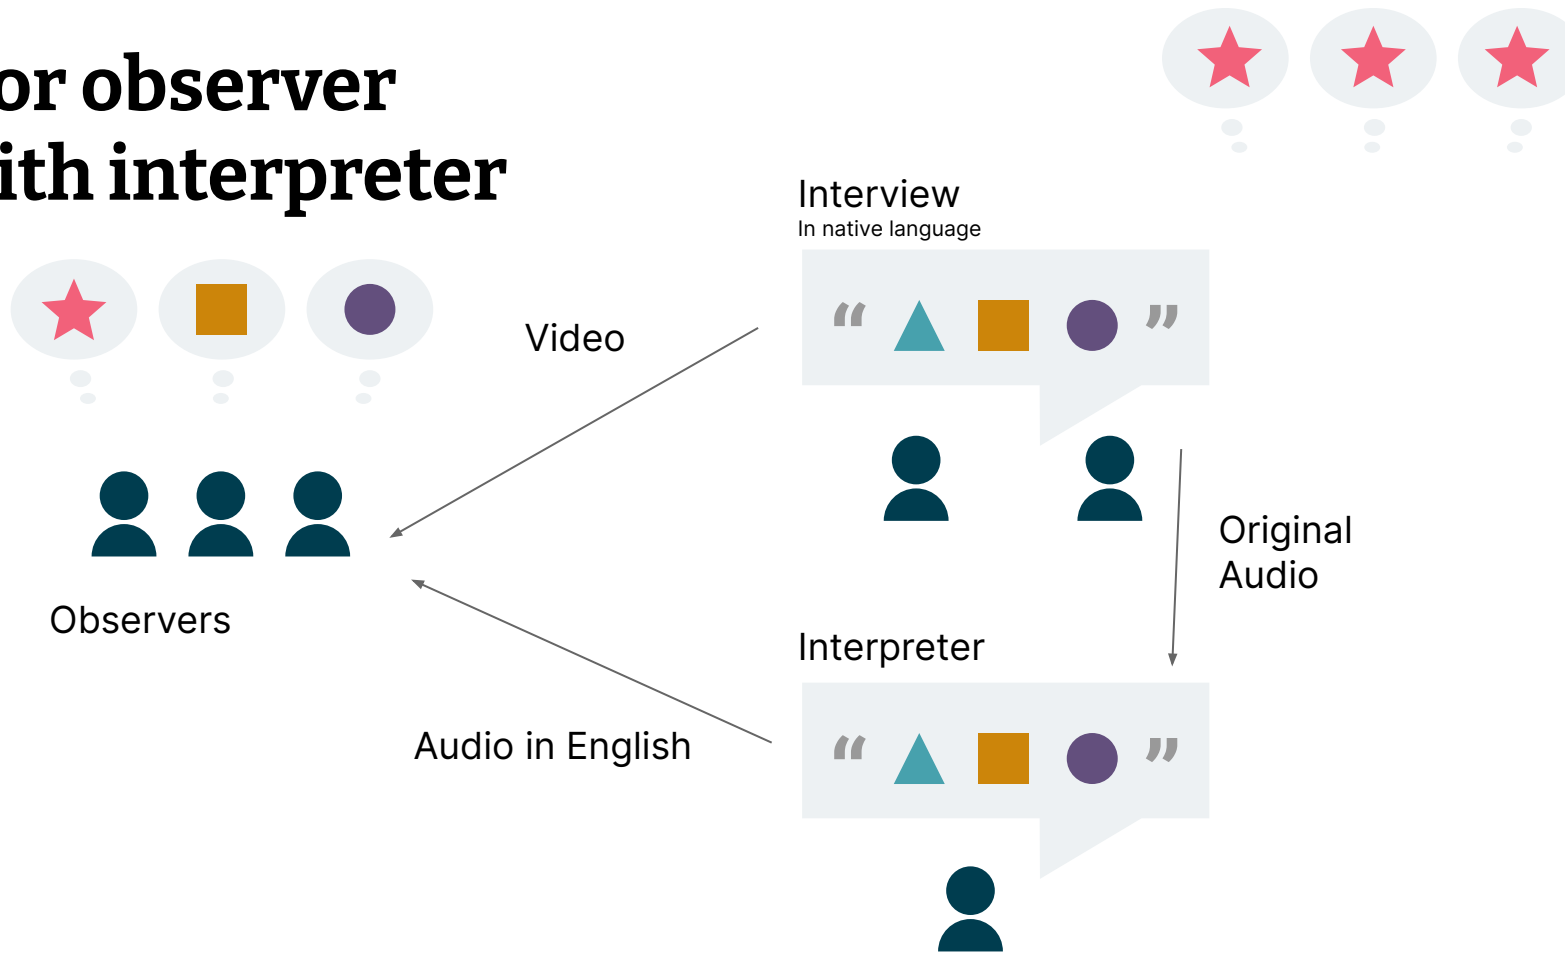 or observer
ith interpreter
Interview
In native language
“ ”
Video
Original
Audio
Observers
Interpreter
“ ”
Audio in English